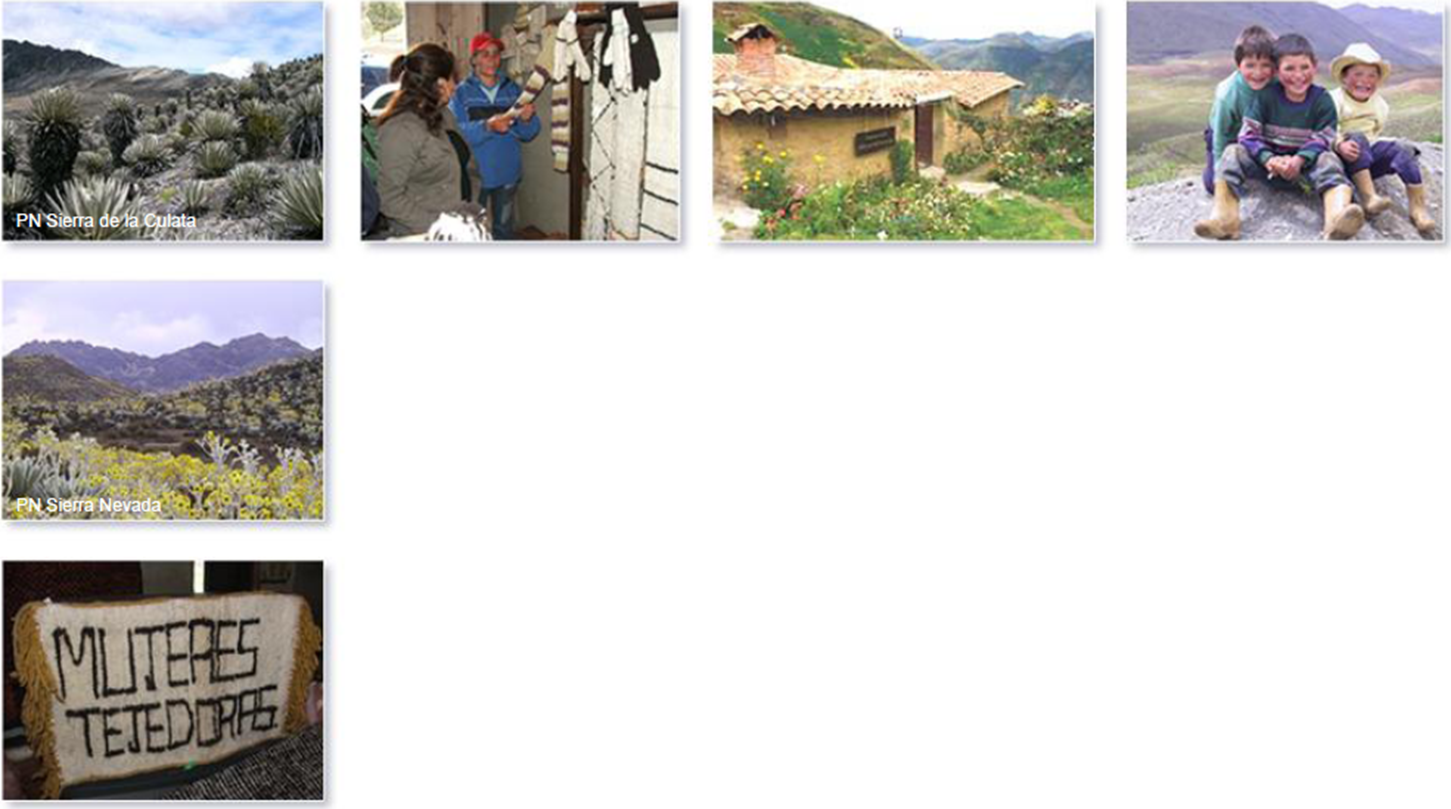 PN Sierra de la Culata
PN Sierra Nevada
MUJERES
TEJEDORAS